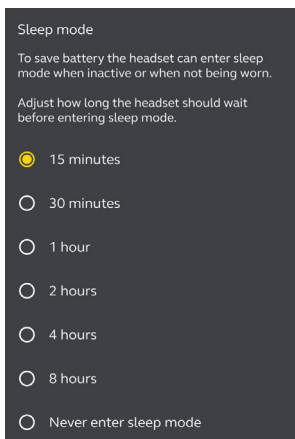 Sleep mode
To save battery the headset can enter sleep
mode when inactive or when not being worn.
Adjust how long the headset should wait
before entering sleep mode.
15 minutes
30 minutes
1 hour
2 hours
4 hours
8 hours
Never enter sleep mode